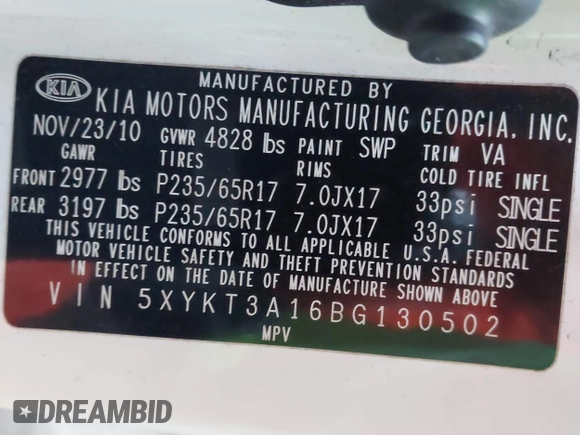 MANUFACTURED BY
KIA KIA MOTORS MANUFACTURING GEORGIA, INC.
NOV/23/10 GVWR 4828 lbs PAINT SWP TRIM VA
GAWR TIRES RIMS COLD TIRE INFL
FRONT 2977 lbs P235/65R17 7.0JX17 33psi SINGLE
REAR 3197 lbs P235/65R17 7.0JX17 33psi SINGLE
THIS VEHICLE CONFORMS TO ALL APPLICABLE U.S.A. FEDERAL
MOTOR VEHICLE SAFETY AND THEFT PREVENTION STANDARDS
IN EFFECT ON THE DATE OF MANUFACTURE SHOWN ABOVE
VIN 5XYKT3A16BG130502
MPV
DREAMBID